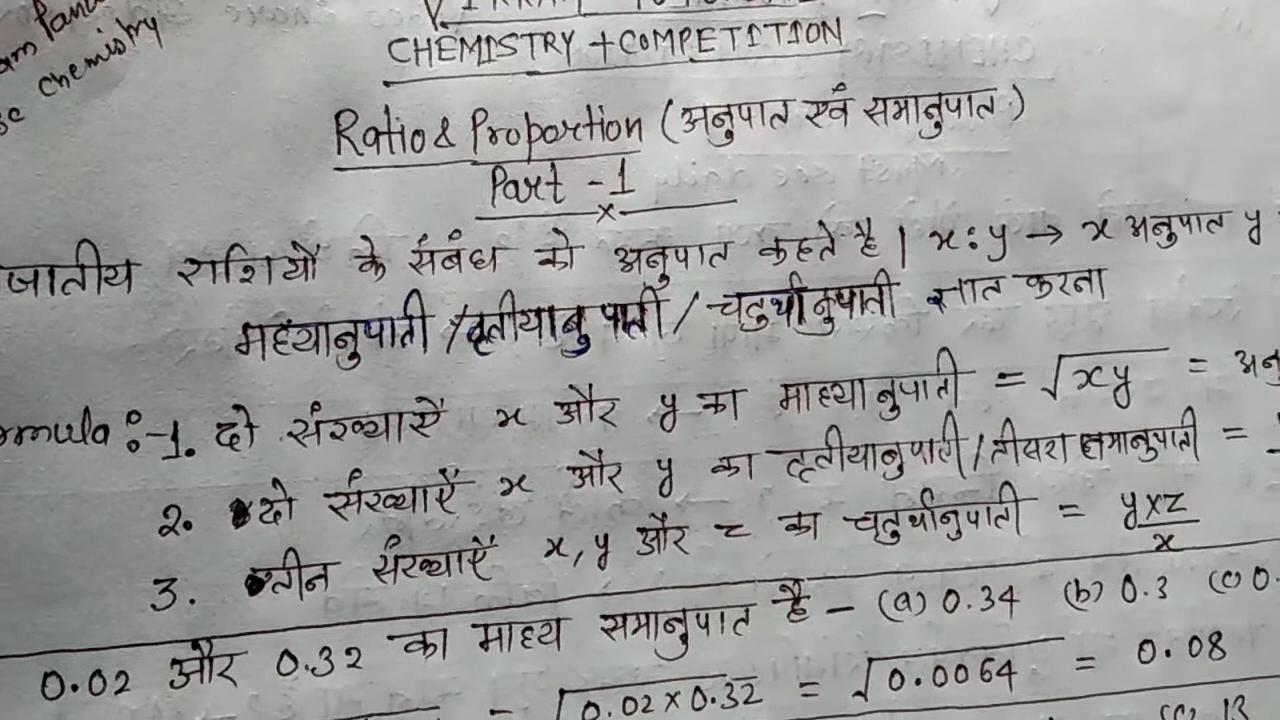 chemistry
CHEMISTRY + COMPETITION
Ratio & Proportion (अनुपात एवं समानुपात)
Part - 1
जातीय राशियों के संबंध को अनुपात कहते है | x : y → x अनुपात y
मध्यानुपाती / तृतीयानुपाती / चतुर्थानुपाती ज्ञात करना
:- 1. दो संख्याऐं x और y का माध्यानुपाती = √xy =
2. दो संख्याऐं x और y का तृतीयानुपाती / तीसरा समानुपाती =
3. तीन संख्याऐं x, y और z का चतुर्थानुपाती = y×z/x
0.02 और 0.32 का माध्य समानुपात है - (a) 0.34 (b) 0.3 (c)
√0.02 × 0.32 = √0.0064 = 0.08